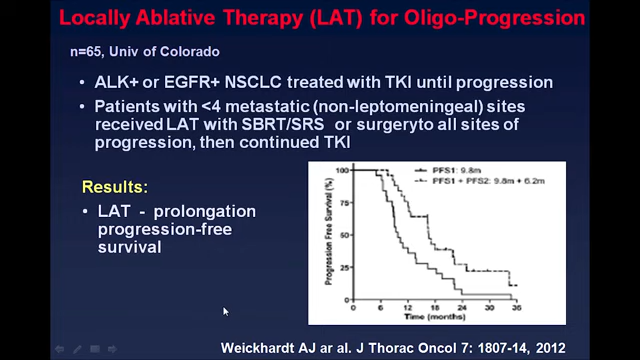 Locally Ablative Therapy (LAT) for Oligo-Progression
n=65, Univ of Colorado
• ALK+ or EGFR+ NSCLC treated with TKI until progression
• Patients with <4 metastatic (non-leptomeningeal) sites
received LAT with SBRT/SRS or surgeryto all sites of
progression, then continued TKI
Results:
• LAT - prolongation
progression-free
survival
PFS1: 9.8m
PFS1 + PFS2: 9.8m + 6.2m
Progression Free Survival (%)
100
75
50
25
0
0 6 12 18 24 30 36
Time (months)
Weickhardt AJ ar al. J Thorac Oncol 7: 1807-14, 2012